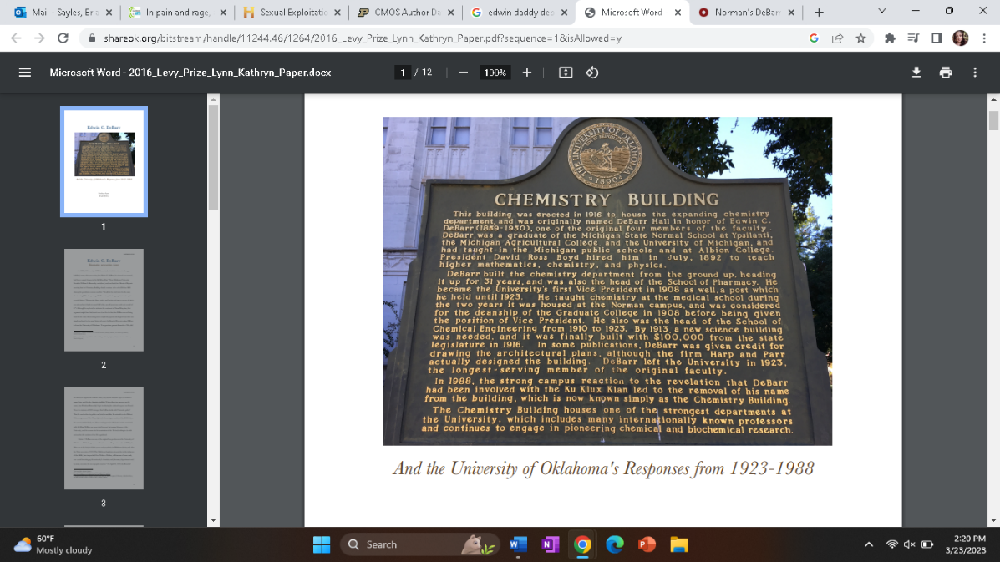 Mail - Sayles, Bria
In pain and rage,
Sexual Exploitatio
CMOS Author Da
edwin daddy deb
Microsoft Word -
Norman's DeBarr
shareok.org/bitstream/handle/11244.46/1264/2016_Levy_Prize_Lynn_Kathryn_Paper.pdf?sequence=1&isAllowed=y
Microsoft Word - 2016_Levy_Prize_Lynn_Kathryn_Paper.docx
1 / 12
100%
Edwin C. DeBarr
1
Edwin C. DeBarr
2
3
THE UNIVERSITY OF OKLAHOMA
1890
CHEMISTRY BUILDING
This building was erected in 1916 to house the expanding chemistry
department, and was originally named DeBarr Hall in honor of Edwin C.
DeBarr (1859-1950), one of the original four members of the faculty.
DeBarr was a graduate of the Michigan State Normal School at Ypsilanti,
the Michigan Agricultural College and the University of Michigan, and
had taught in the Michigan public schools and at Albion College.
President David Ross Boyd hired him in July, 1892 to teach
higher mathematics, chemistry, and physics.
DeBarr built the chemistry department from the ground up, heading
it up for 31 years, and was also the head of the School of Pharmacy. He
became the University's first Vice President in 1908 as well, a post which
he held until 1923. He taught chemistry at the medical school during
the two years it was housed at the Norman campus, and was considered
for the deanship of the Graduate College in 1908 before being given
the position of Vice President. He also was the head of the School of
Chemical Engineering from 1910 to 1923. By 1913, a new science building
was needed, and it was finally built with $100,000 from the state
legislature in 1916. In some publications, DeBarr was given credit for
drawing the architectural plans, although the firm Harp and Parr
actually designed the building. DeBarr left the University in 1923,
the longest-serving member of the original faculty.
In 1988, the strong campus reaction to the revelation that DeBarr
had been involved with the Ku Klux Klan led to the removal of his name
from the building, which is now known simply as the Chemistry Building.
The Chemistry Building houses one of the strongest departments at
the University, which includes many internationally known professors
and continues to engage in pioneering chemical and biochemical research.
And the University of Oklahoma's Responses from 1923-1988
60°F
Mostly cloudy
Search
2:20 PM
3/23/2023